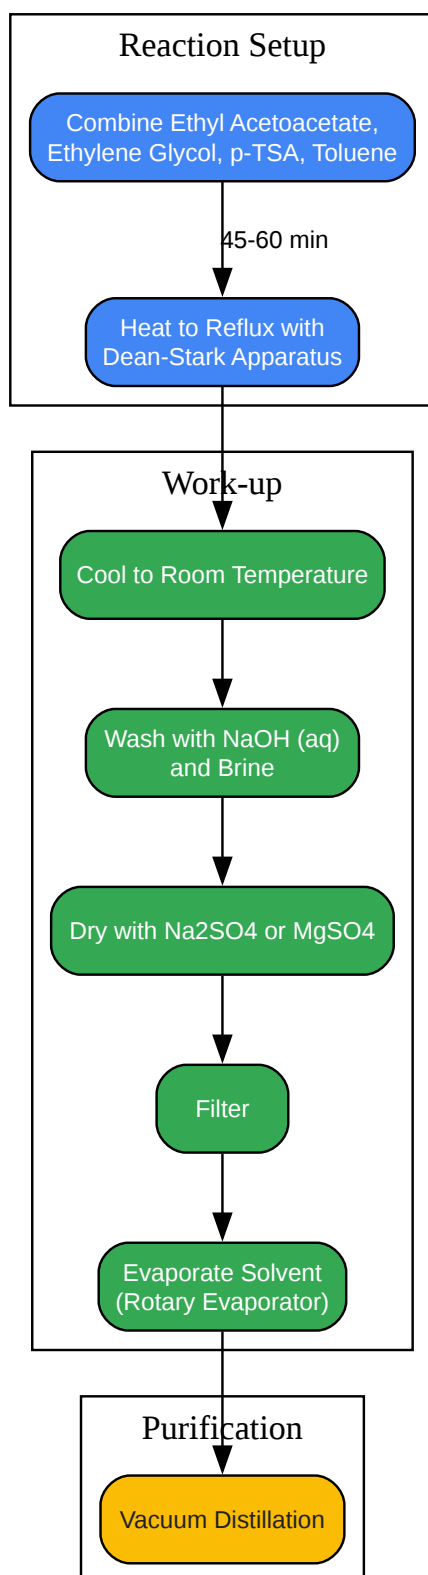 Reaction Setup
Combine Ethyl Acetoacetate,
Ethylene Glycol, p-TSA, Toluene
45-60 min
Heat to Reflux with
Dean-Stark Apparatus
Work-up
Cool to Room Temperature
Wash with NaOH (aq)
and Brine
Dry with Na2SO4 or MgSO4
Filter
Evaporate Solvent
(Rotary Evaporator)
Purification
Vacuum Distillation